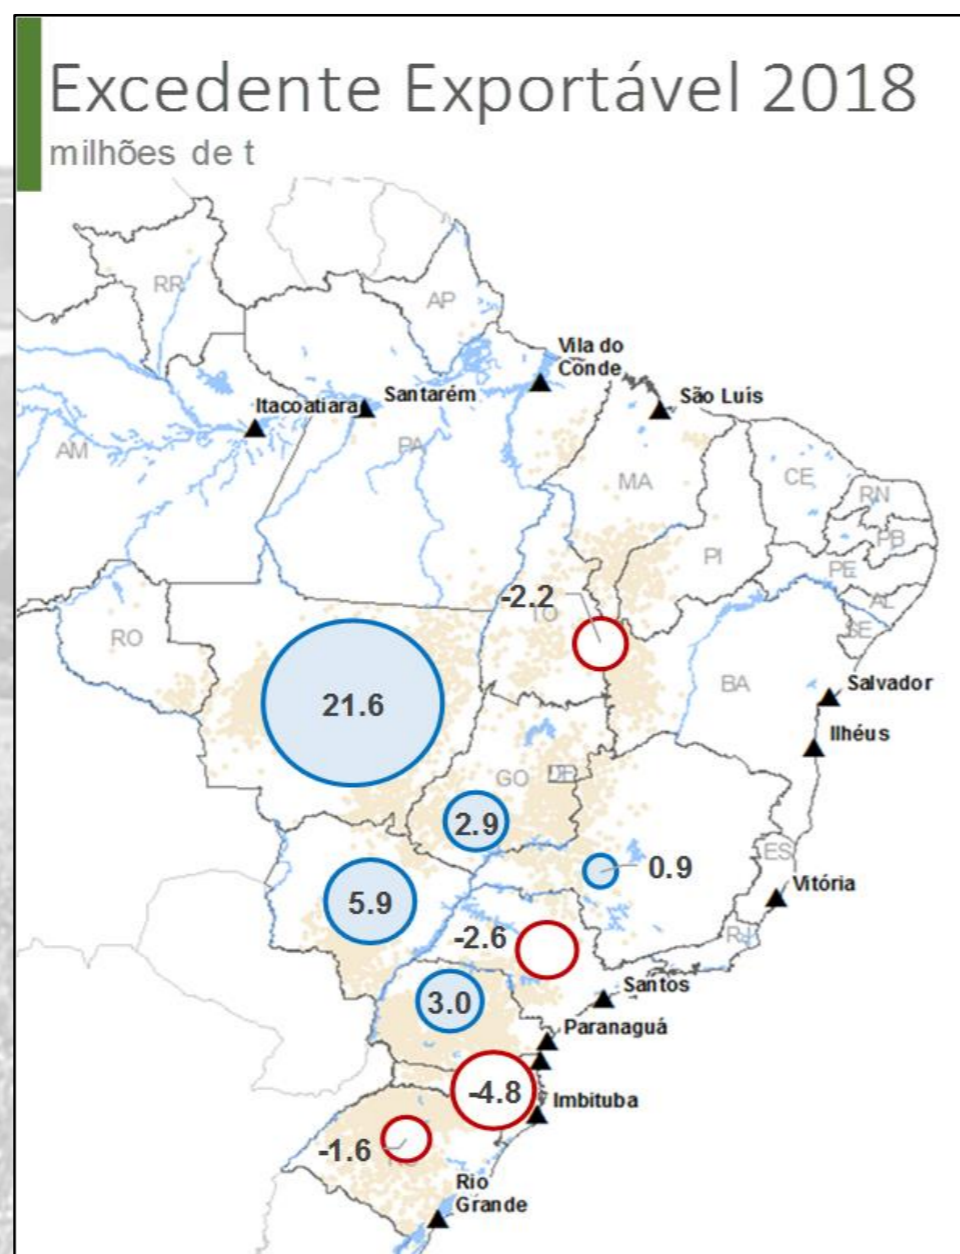 Excedente Exportável 2018
milhões de t
RR
AP
Vila do
Conde
Santarém
São Luís
Itacoatiara
AM
PA
MA
CE
RN
PB
PI
PE
-2.2
TO
AL
SE
RO
BA
Salvador
21.6
Ilhéus
GO
DF
2.9
0.9
ES
Vitória
5.9
-2.6
RJ
Santos
3.0
Paranaguá
-4.8
Imbituba
-1.6
Rio
Grande